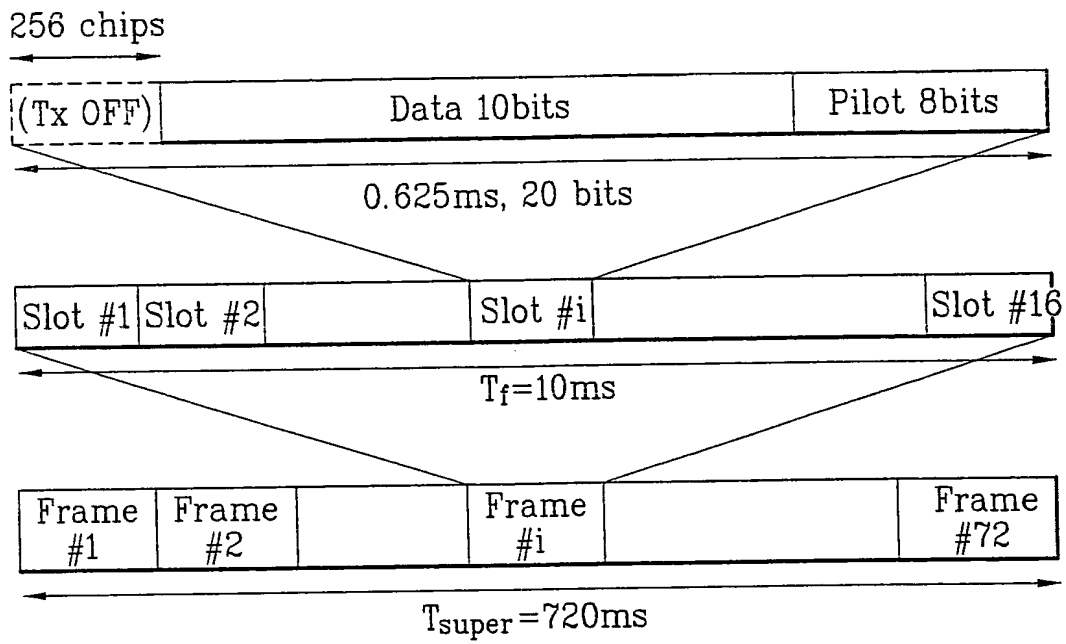 256 chips
(Tx OFF) Data 10bits Pilot 8bits
0.625ms, 20 bits
Slot #1 Slot #2 Slot #i Slot #16
Tf=10ms
Frame #1 Frame #2 Frame #i Frame #72
Tsuper=720ms